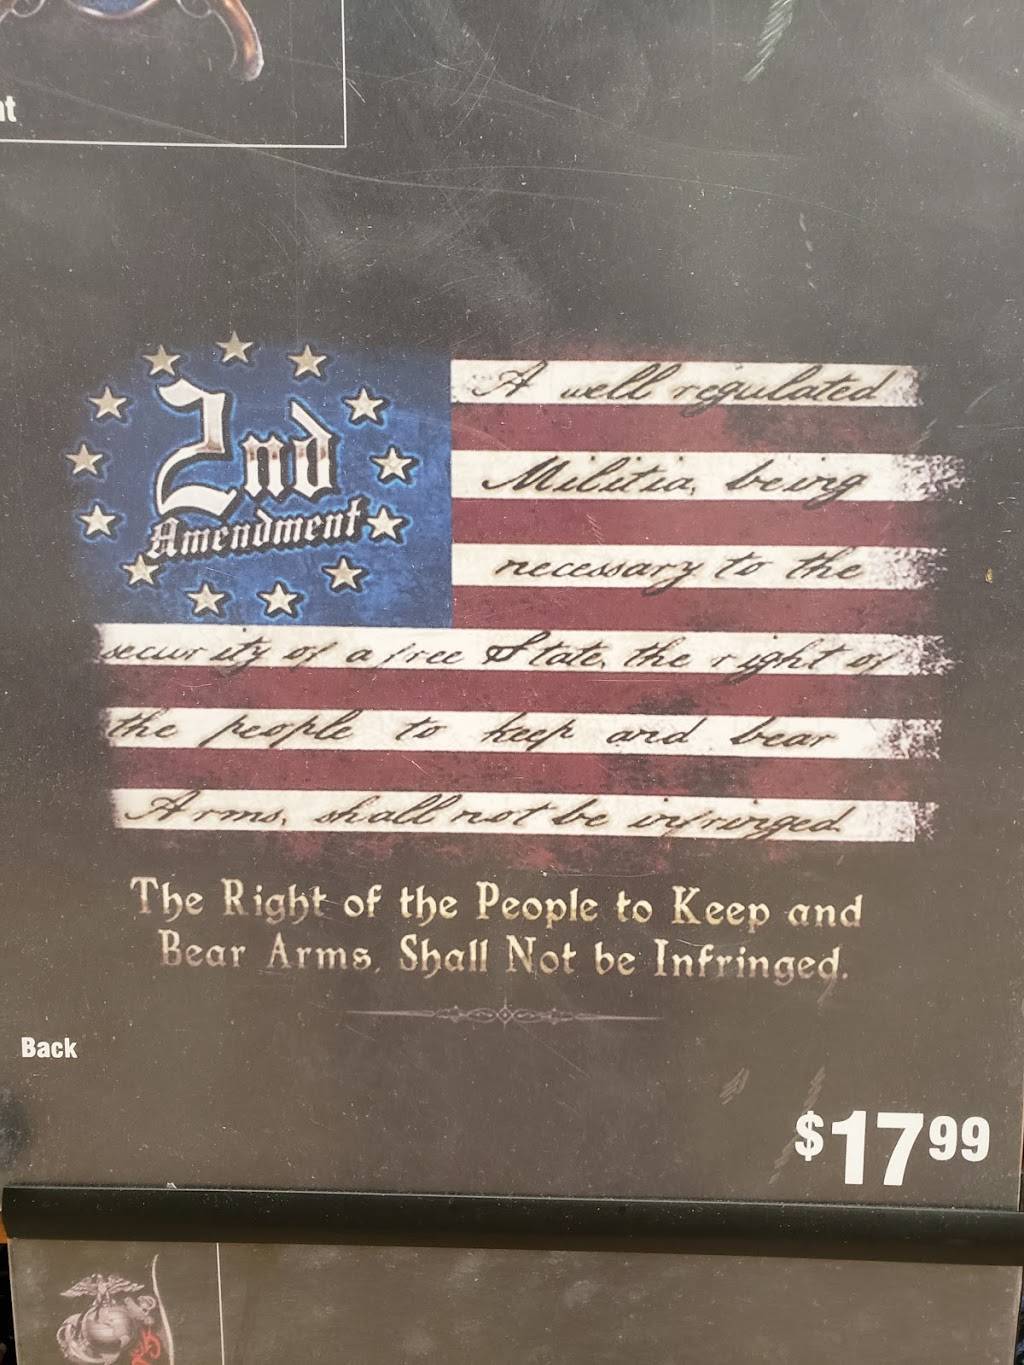 2nd
Amendment
A well regulated
Militia, being
necessary to the
security of a free State, the right of
the people to keep and bear
Arms, shall not be infringed.
The Right of the People to Keep and
Bear Arms, Shall Not be Infringed.
Back
$17 99